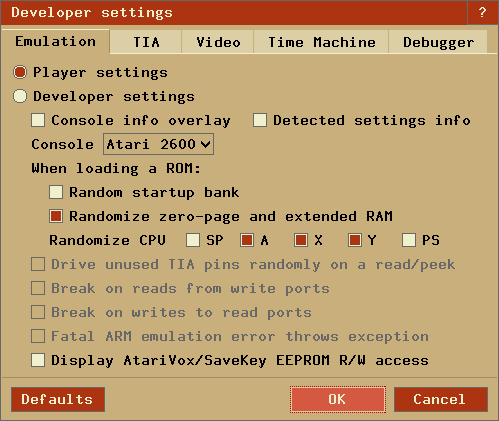 Developer settings ?
Emulation TIA Video Time Machine Debugger
Player settings
Developer settings
Console info overlay Detected settings info
Console Atari 2600
When loading a ROM:
Random startup bank
Randomize zero-page and extended RAM
Randomize CPU SP A X Y PS
Drive unused TIA pins randomly on a read/peek
Break on reads from write ports
Break on writes to read ports
Fatal ARM emulation error throws exception
Display AtariVox/SaveKey EEPROM R/W access
Defaults OK Cancel